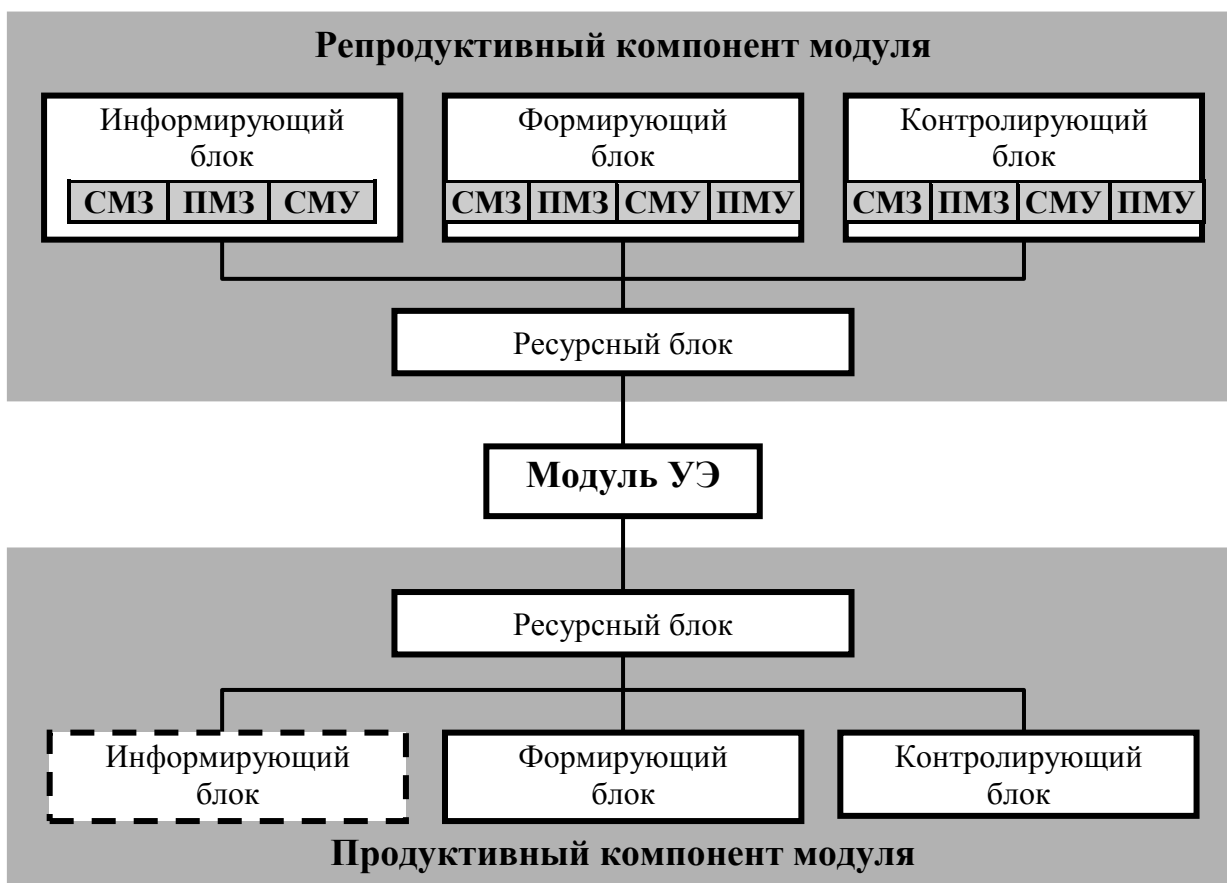 Репродуктивный компонент модуля
Информирующий
блок
СМЗ ПМЗ СМУ
Формирующий
блок
СМЗ ПМЗ СМУ ПМУ
Контролирующий
блок
СМЗ ПМЗ СМУ ПМУ
Ресурсный блок
Модуль УЭ
Ресурсный блок
Информирующий
блок
Формирующий
блок
Контролирующий
блок
Продуктивный компонент модуля